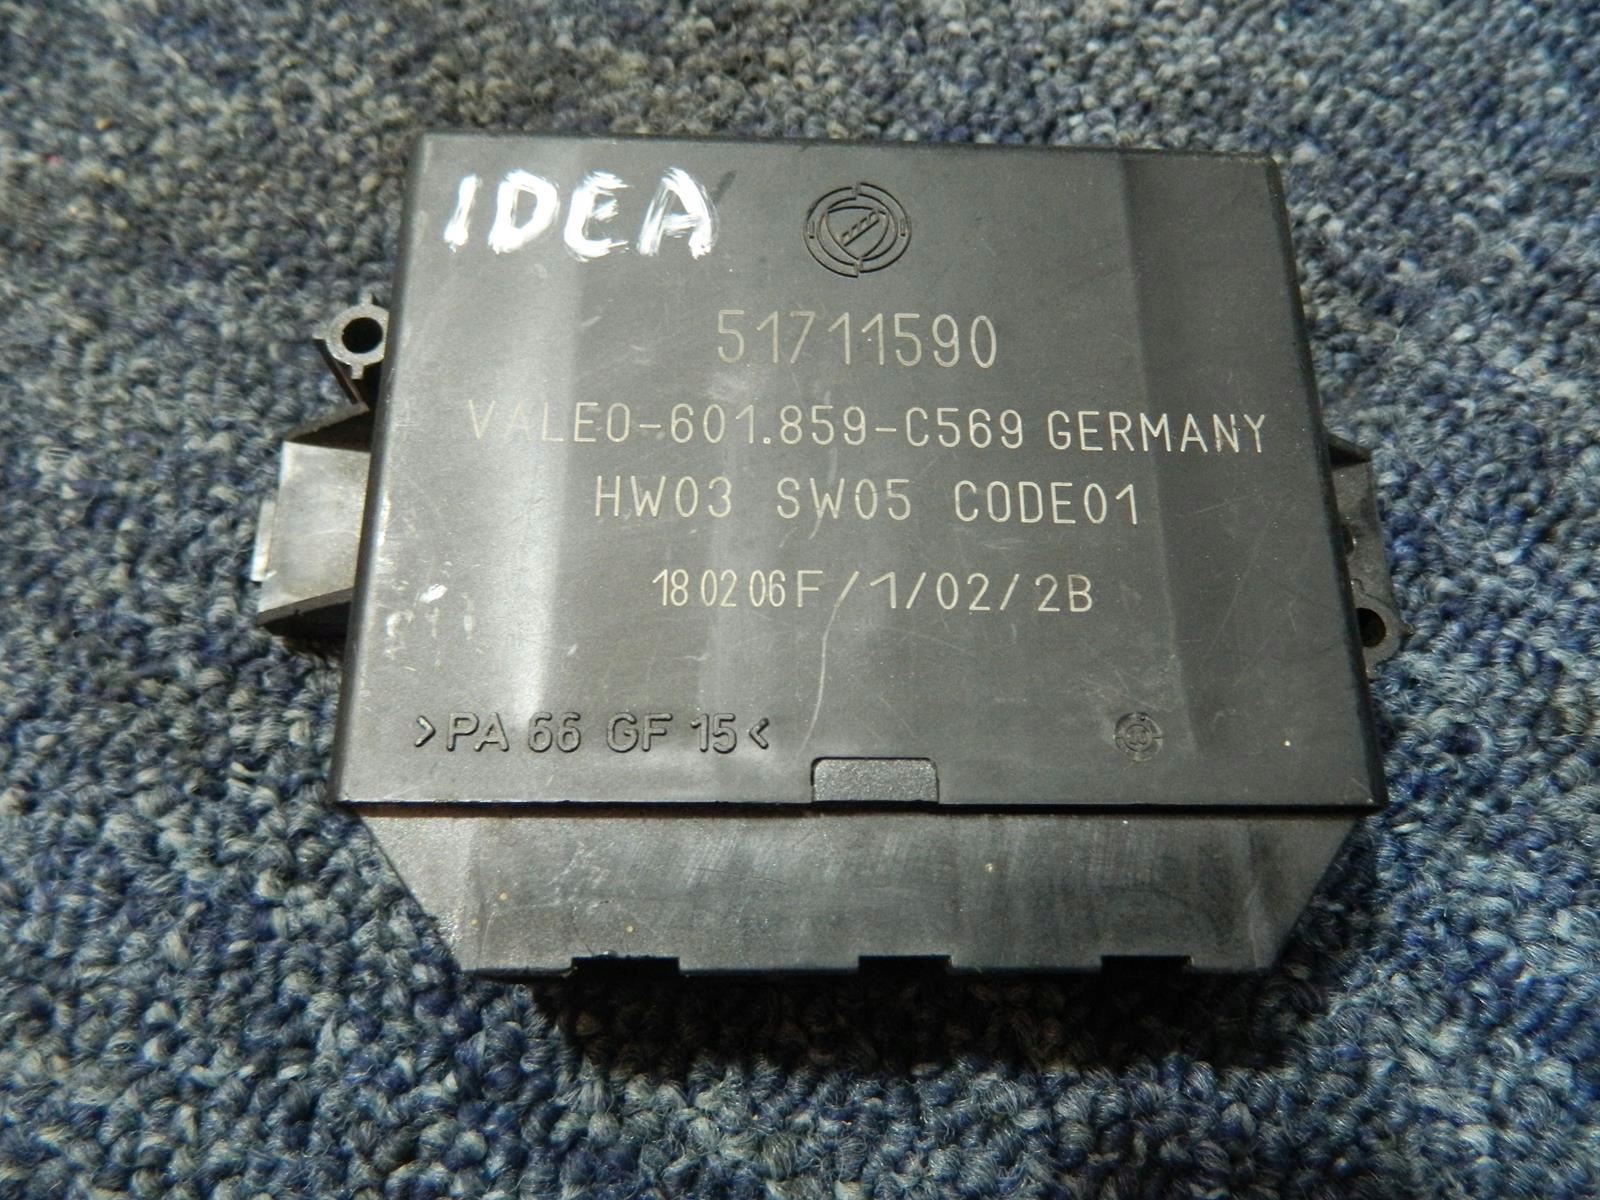 IDEA
51711590
VALEO-601.859-C569 GERMANY
HW03 SW05 CODE01
18 02 06 F/1/02/2B
>PA 66 GF 15<